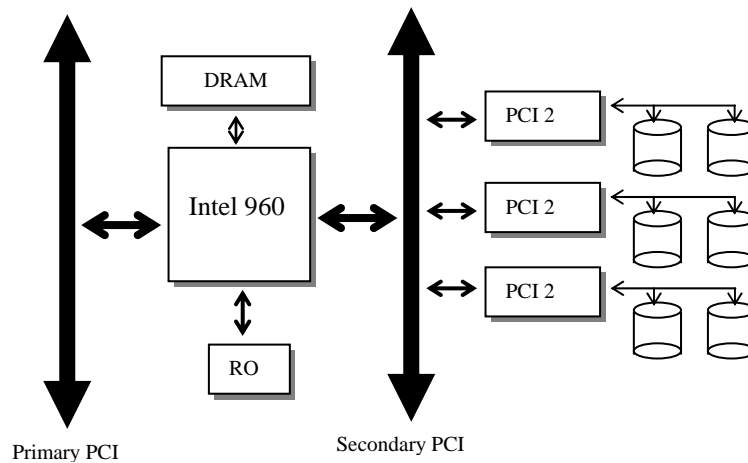 DRAM
PCI 2
Intel 960
PCI 2
PCI 2
RO
Primary PCI
Secondary PCI